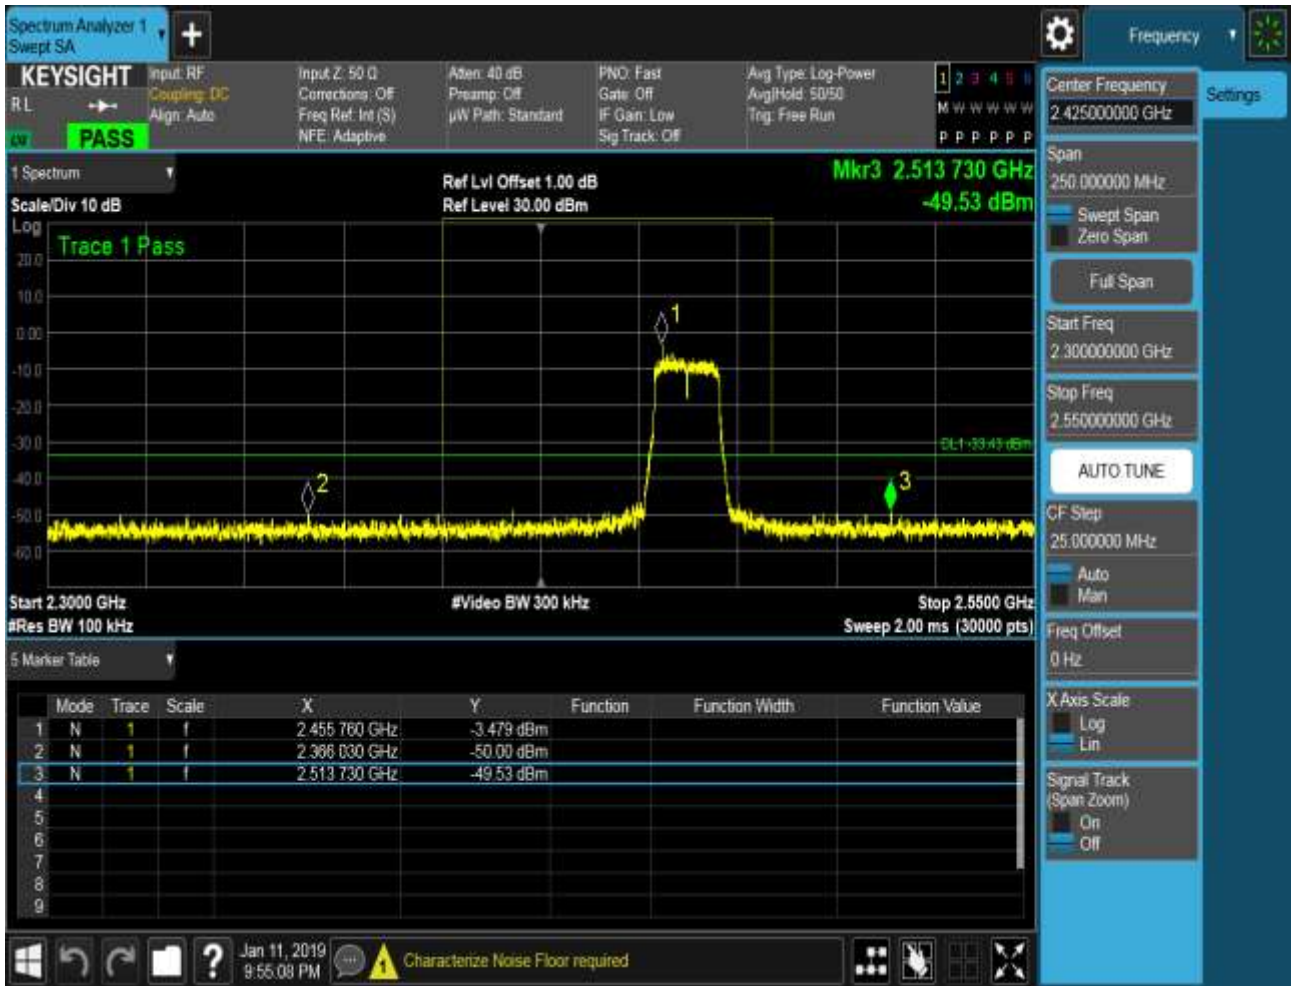 Spectrum Analyzer 1
Swept SA
Frequency
KEYSIGHT
RL
PASS
Input: RF
Coupling: DC
Align: Auto
Input Z: 50 Ω
Corrections: Off
Freq Ref: Int (S)
NFE: Adaptive
Atten: 40 dB
Preamp: Off
µW Path: Standard
PNO: Fast
Gate: Off
IF Gain: Low
Sig Track: Off
Avg Type: Log-Power
Avg|Hold: 50/50
Trig: Free Run
1 2 3 4 5 6
M W W W W W
P P P P P P
1 Spectrum
Scale/Div 10 dB
Ref Lvl Offset 1.00 dB
Ref Level 30.00 dBm
Mkr3 2.513 730 GHz
-49.53 dBm
Log
Trace 1 Pass
20.0
10.0
0.00
-10.0
-20.0
-30.0
-40.0
-50.0
-60.0
1
2
3
DL1 -33.43 dBm
Start 2.3000 GHz
#Res BW 100 kHz
#Video BW 300 kHz
Stop 2.5500 GHz
Sweep 2.00 ms (30000 pts)
5 Marker Table
Mode Trace Scale X Y Function Function Width Function Value
1 N 1 f 2.455 760 GHz -3.479 dBm
2 N 1 f 2.366 030 GHz -50.00 dBm
3 N 1 f 2.513 730 GHz -49.53 dBm
4
5
6
7
8
9
Center Frequency
2.425000000 GHz
Settings
Span
250.000000 MHz
Swept Span
Zero Span
Full Span
Start Freq
2.300000000 GHz
Stop Freq
2.550000000 GHz
AUTO TUNE
CF Step
25.000000 MHz
Auto
Man
Freq Offset
0 Hz
X Axis Scale
Log
Lin
Signal Track
(Span Zoom)
On
Off
?
Jan 11, 2019
9:55:08 PM
1
Characterize Noise Floor required